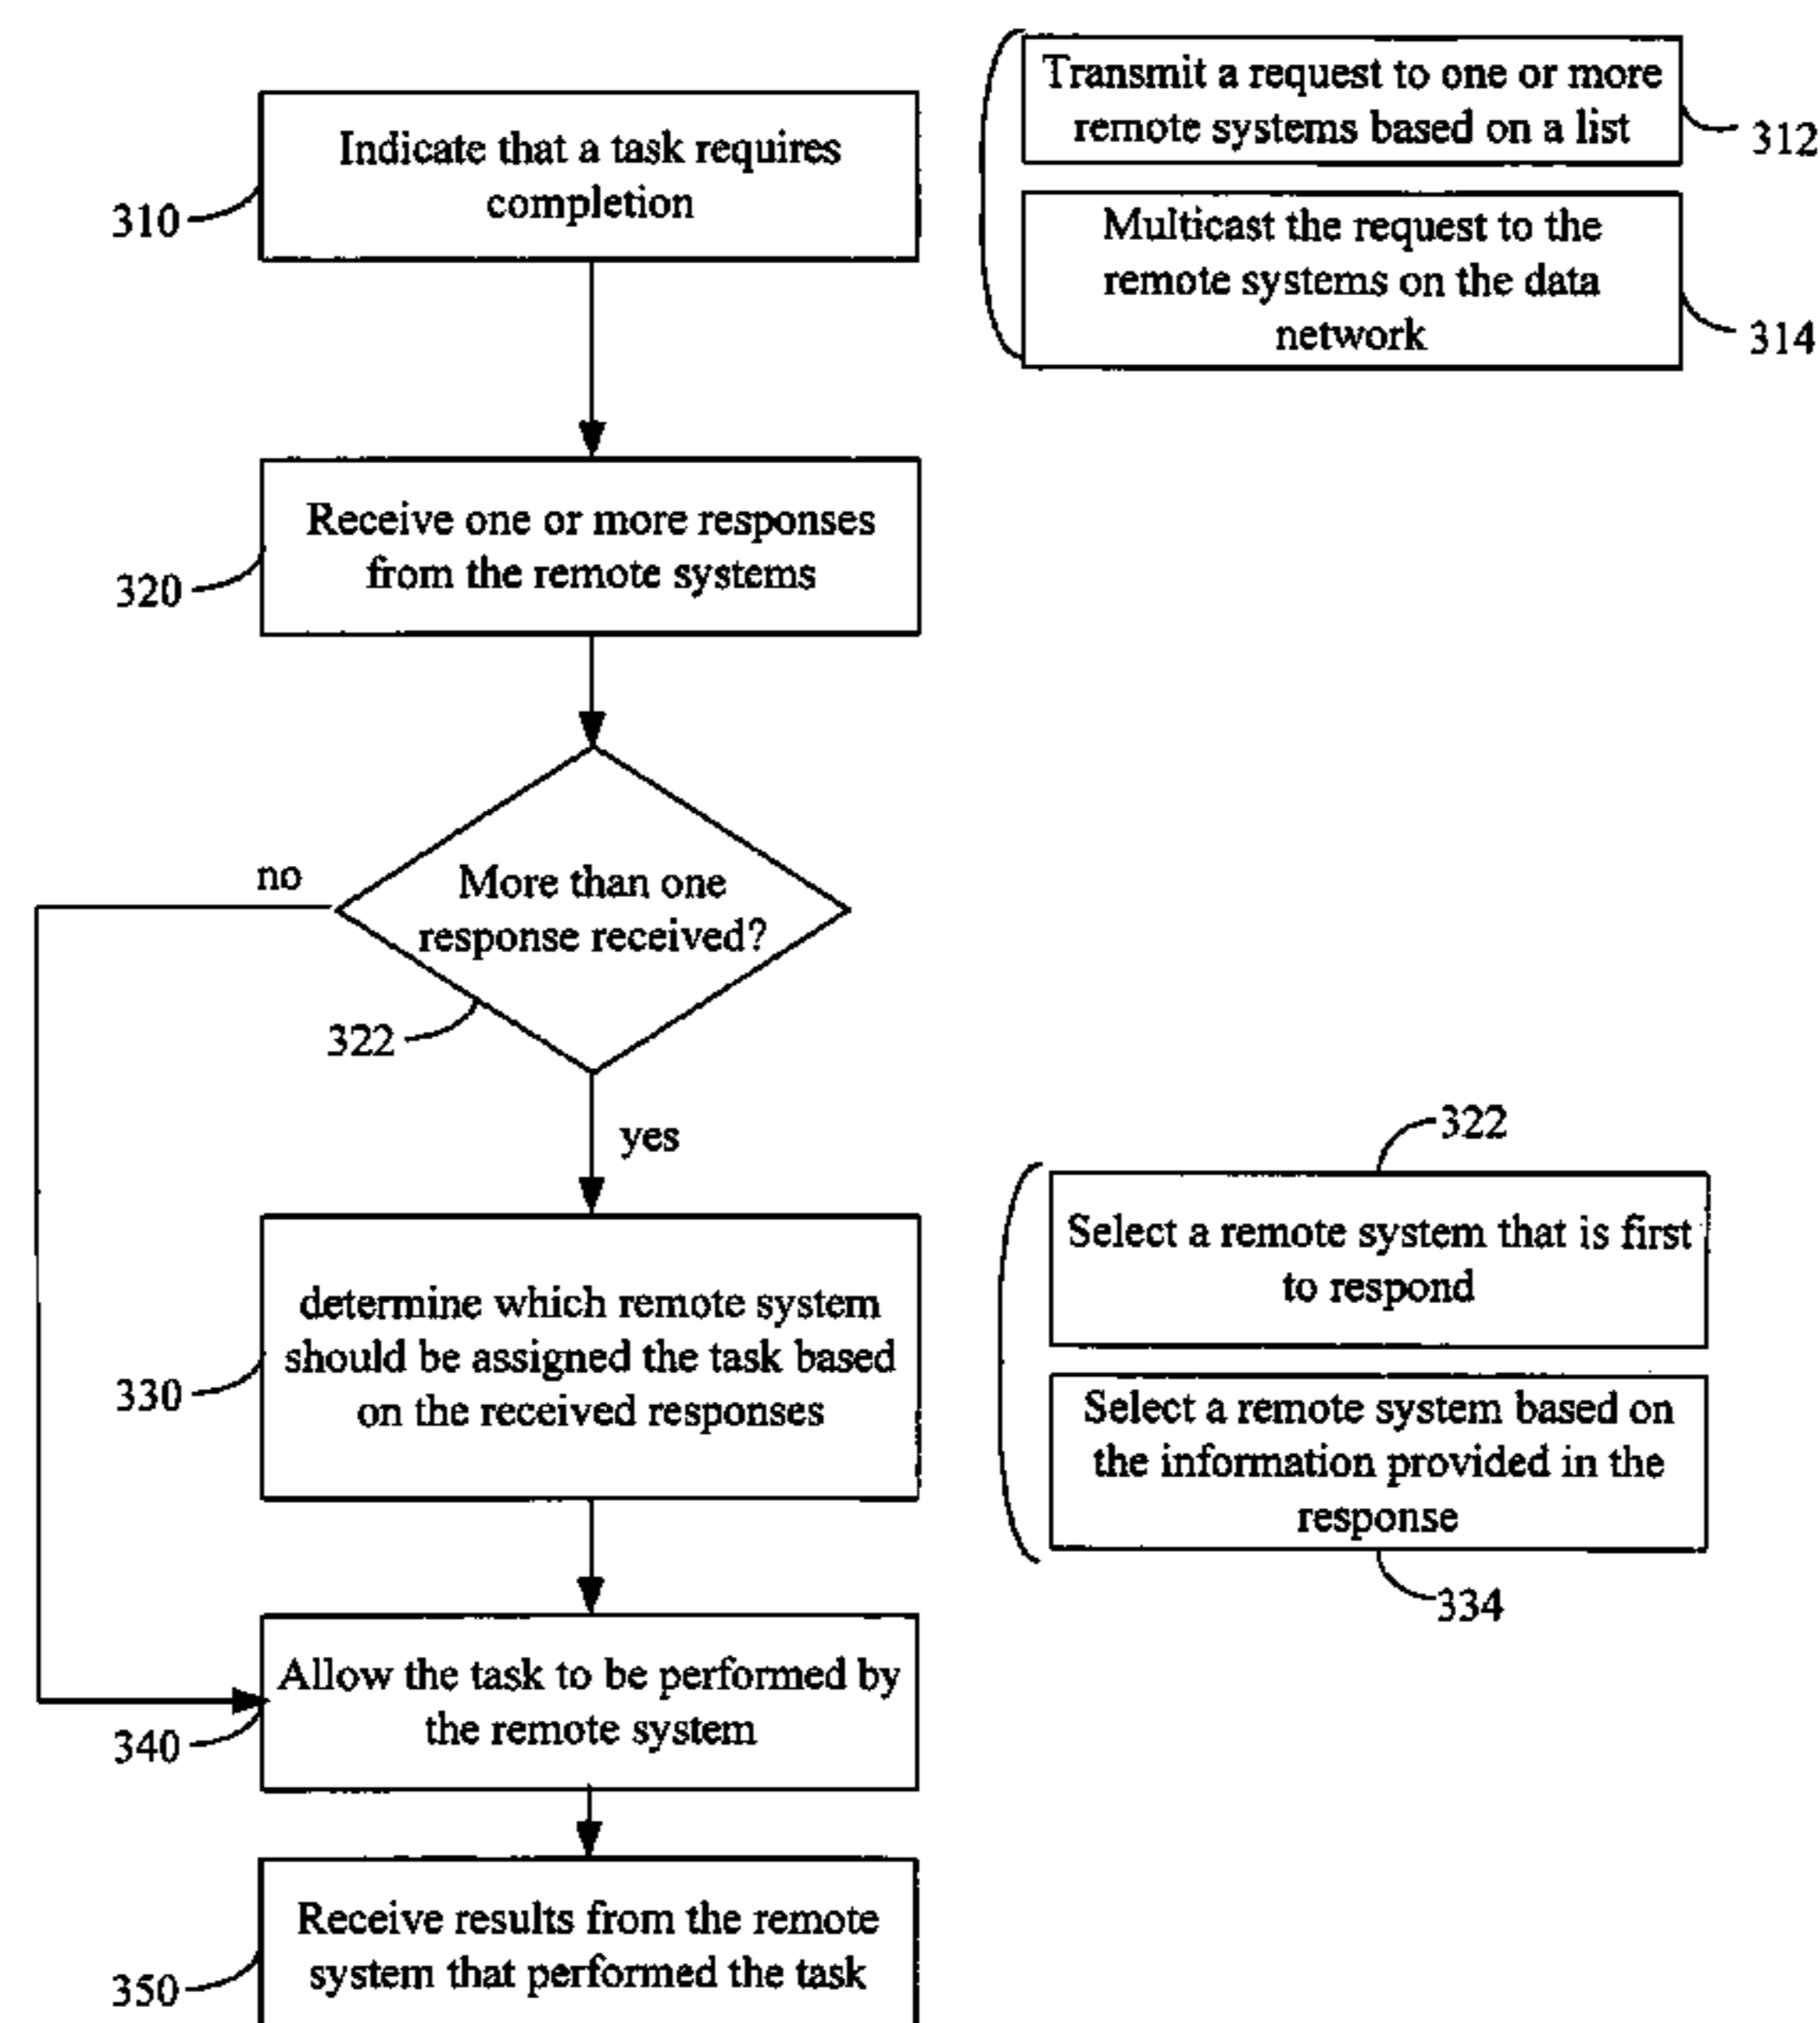 Indicate that a task requires
completion
310
Transmit a request to one or more
remote systems based on a list
312
Multicast the request to the
remote systems on the data
network
314
Receive one or more responses
from the remote systems
320
More than one
response received?
no
322
yes
determine which remote system
should be assigned the task based
on the received responses
330
322
Select a remote system that is first
to respond
Select a remote system based on
the information provided in the
response
334
Allow the task to be performed by
the remote system
340
Receive results from the remote
system that performed the task
350